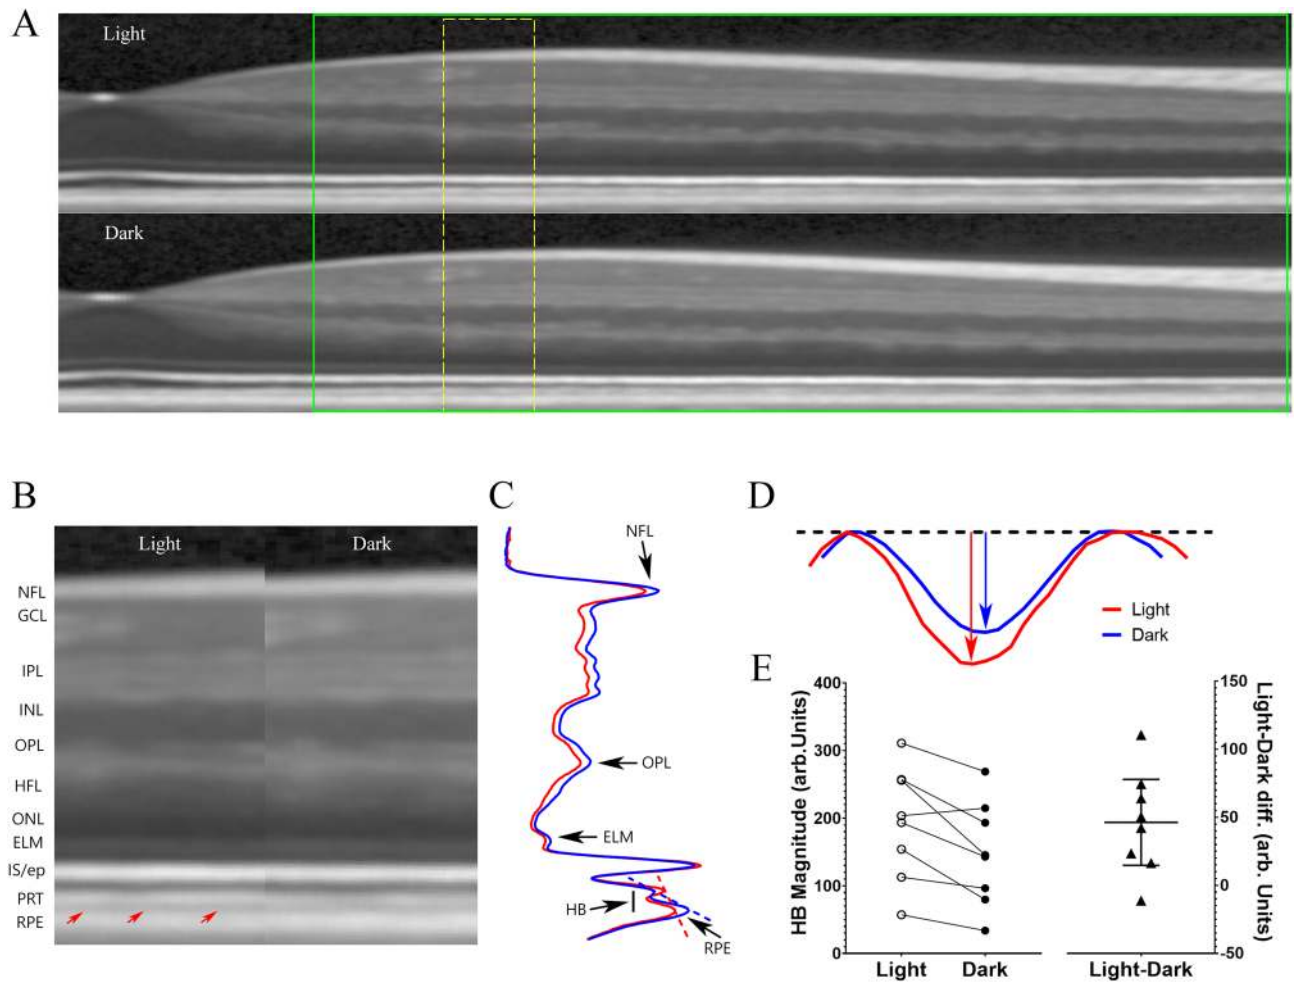 A
Light
Dark
B
Light
Dark
NFL
GCL
IPL
INL
OPL
HFL
ONL
ELM
IS/ep
PRT
RPE
C
NFL
OPL
ELM
HB
RPE
D
Light
Dark
E
HB Magnitude (arb.Units)
400
300
200
100
0
Light
Dark
150
100
50
0
-50
Light-Dark
Light-Dark diff. (arb. Units)